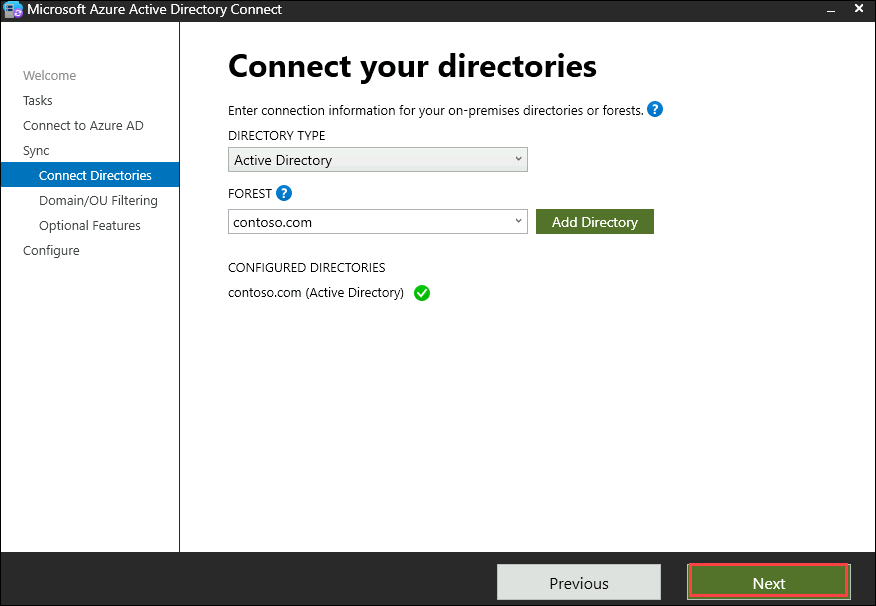 Microsoft Azure Active Directory Connect
Welcome
Tasks
Connect to Azure AD
Sync
Connect Directories
Domain/OU Filtering
Optional Features
Configure
Connect your directories
Enter connection information for your on-premises directories or forests. ?
DIRECTORY TYPE
Active Directory
FOREST ?
contoso.com
Add Directory
CONFIGURED DIRECTORIES
contoso.com (Active Directory)
Previous
Next